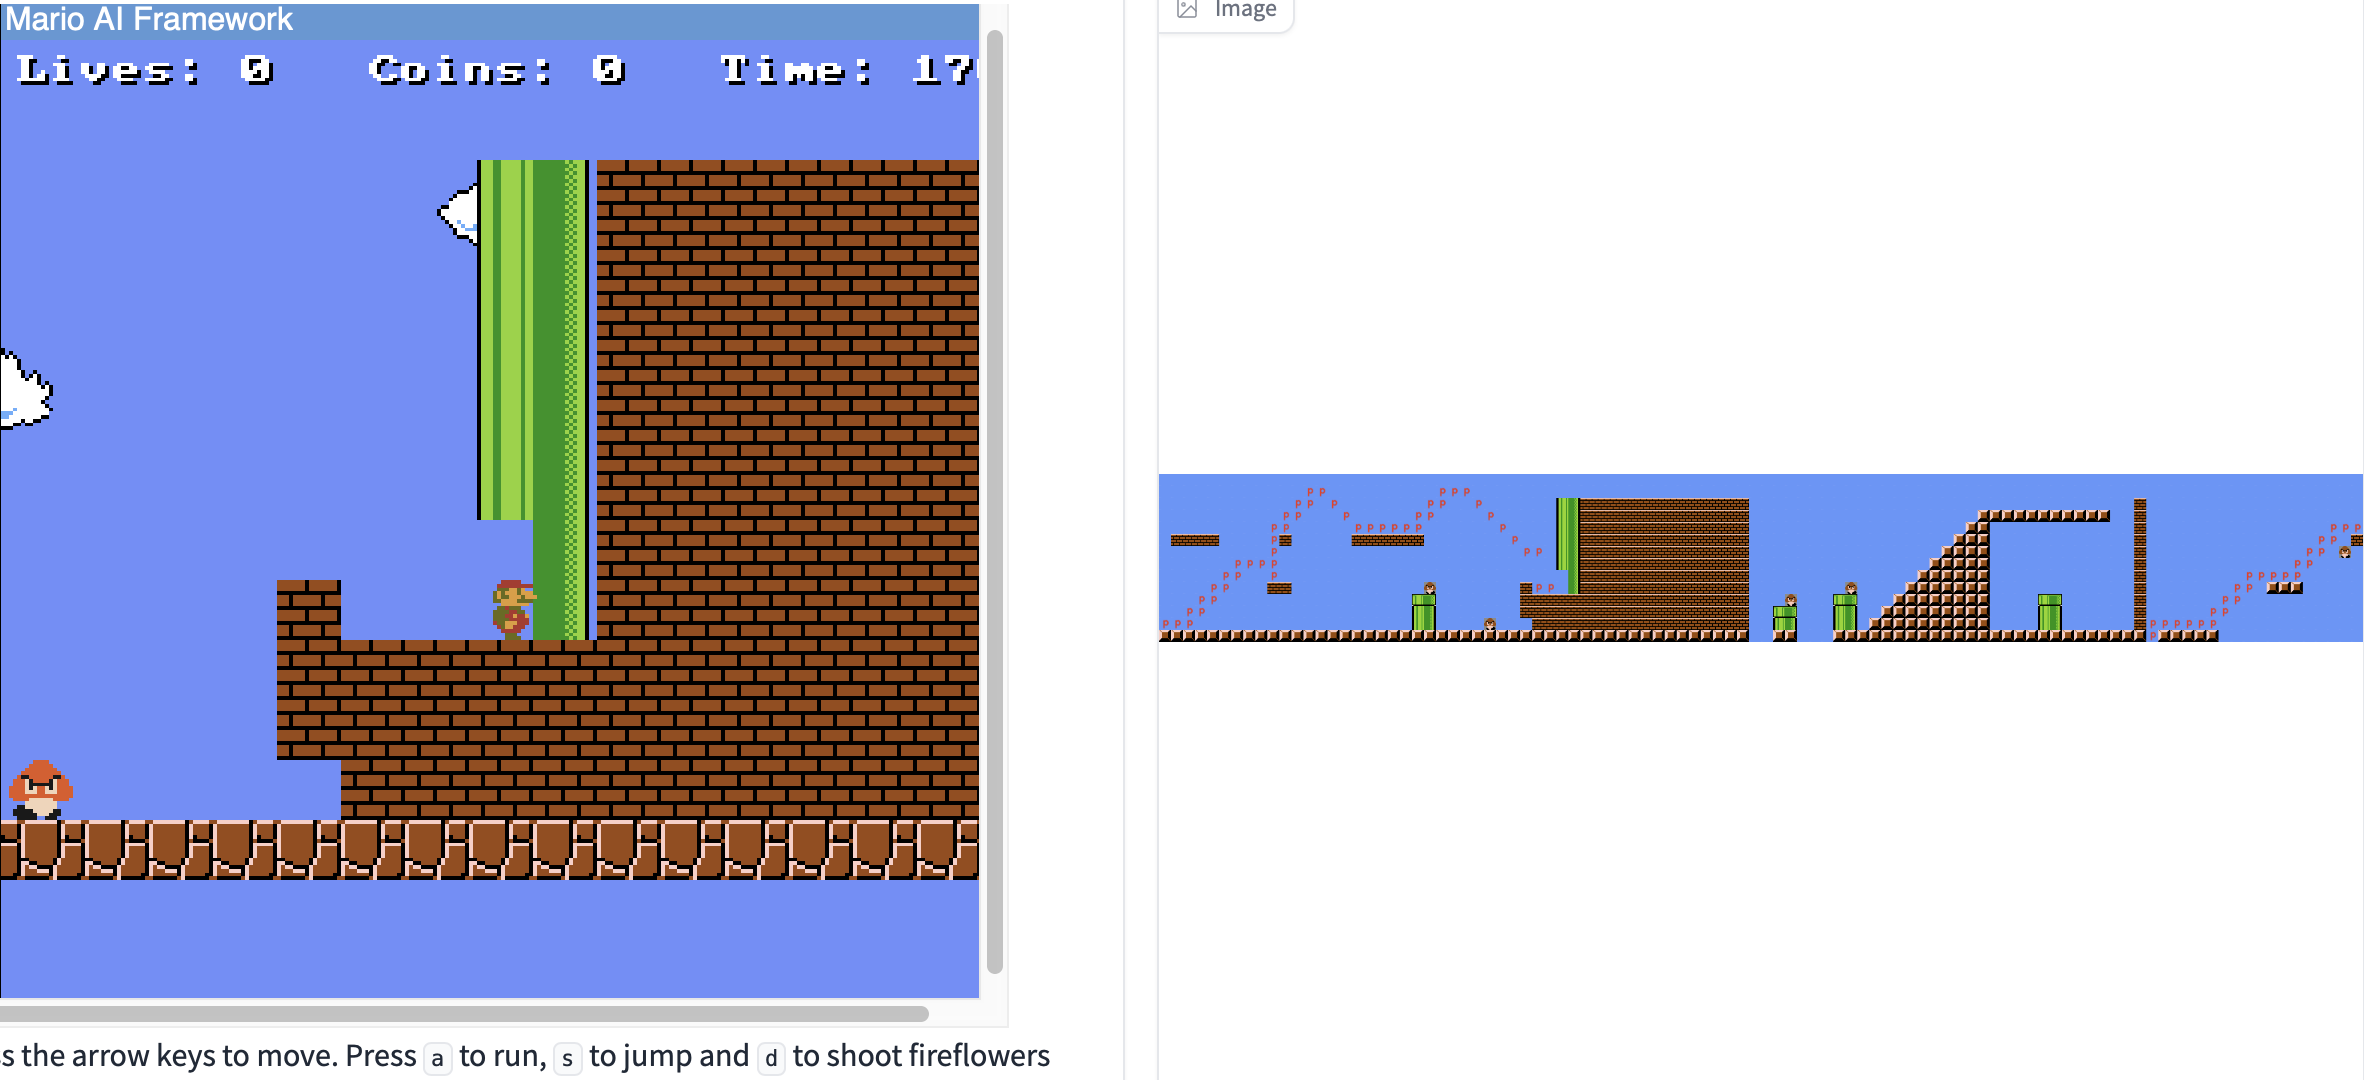 Mario AI Framework
Lives: 0 Coins: 0 Time: 17
s the arrow keys to move. Press a to run, s to jump and d to shoot fireflowers
Image